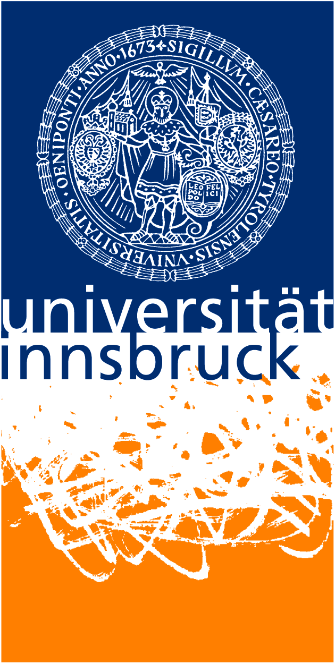 SIGILLVM · CÆSAREO · TYROLENSIS · VNIVERSITATIS · OENIPONTI · ANNO · 1673
universität
innsbruck